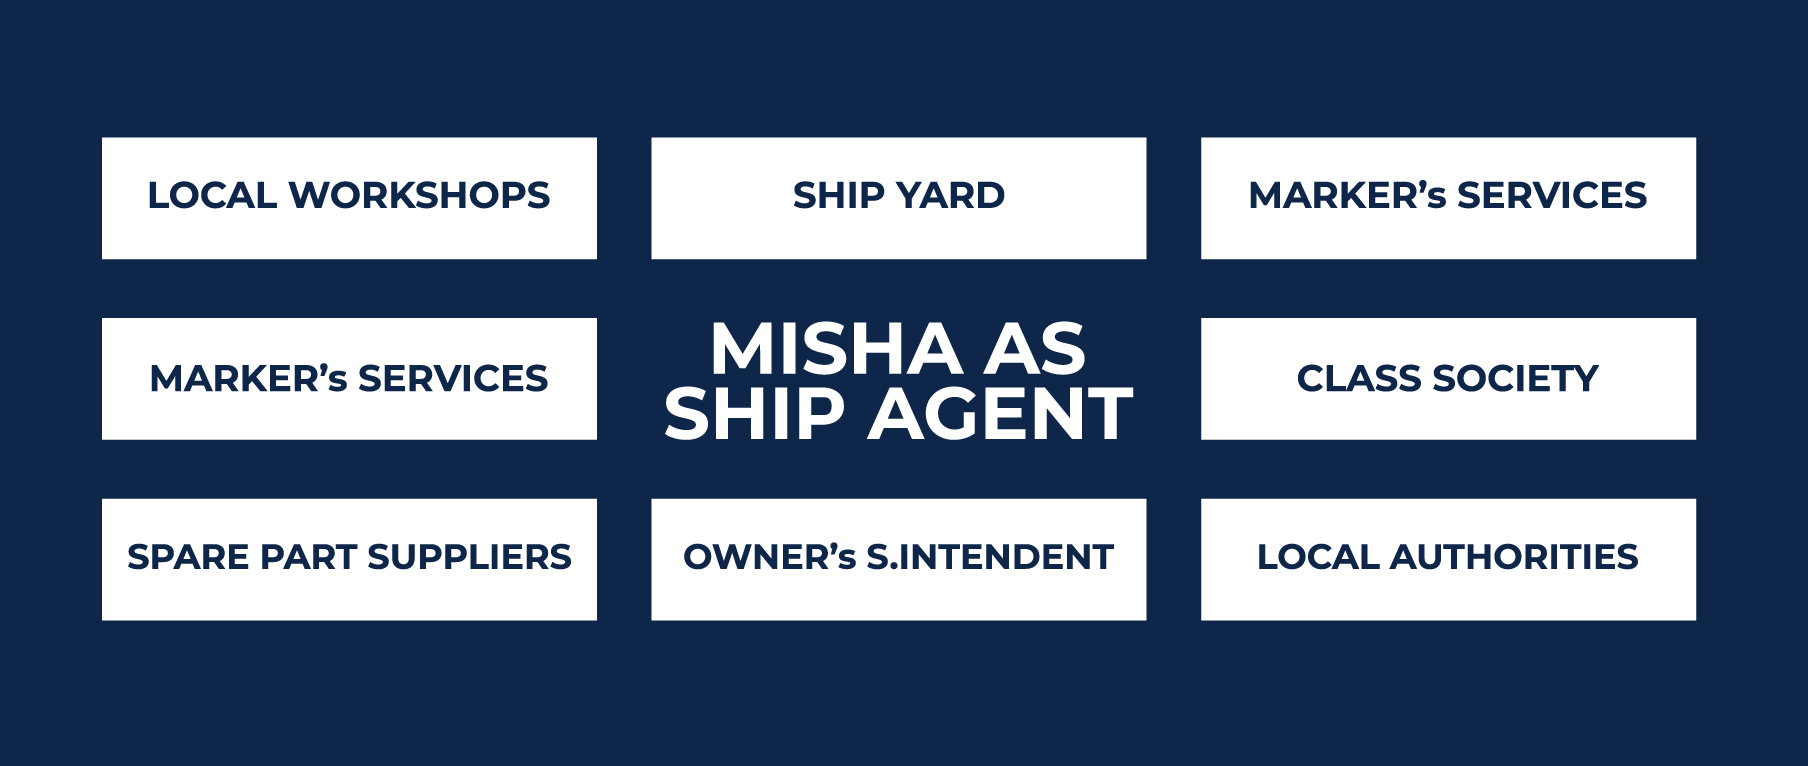 LOCAL WORKSHOPS
SHIP YARD
MARKER’s SERVICES
MARKER’s SERVICES
MISHA AS
SHIP AGENT
CLASS SOCIETY
SPARE PART SUPPLIERS
OWNER’s S.INTENDENT
LOCAL AUTHORITIES